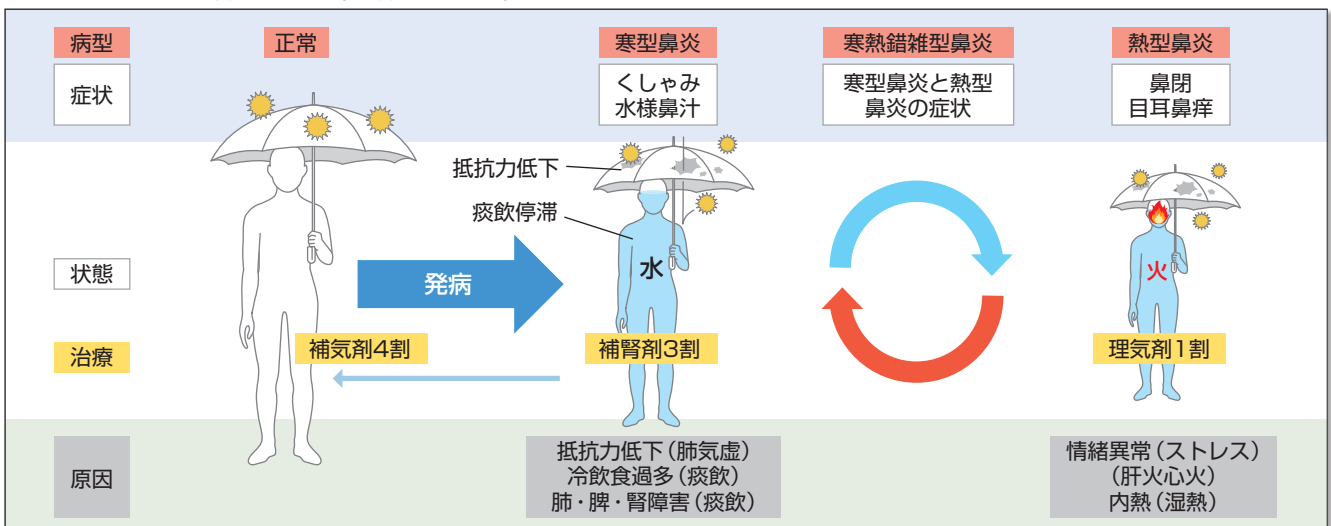 病型
正常
寒型鼻炎
寒熱錯雑型鼻炎
熱型鼻炎
症状
くしゃみ
水様鼻汁
寒型鼻炎と熱型
鼻炎の症状
鼻閉
目耳鼻痒
抵抗力低下
痰飲停滞
状態
発病
水
火
治療
補気剤4割
補腎剤3割
理気剤1割
原因
抵抗力低下(肺気虚)
冷飲食過多(痰飲)
肺・脾・腎障害(痰飲)
情緒異常(ストレス)
(肝火心火)
内熱(湿熱)